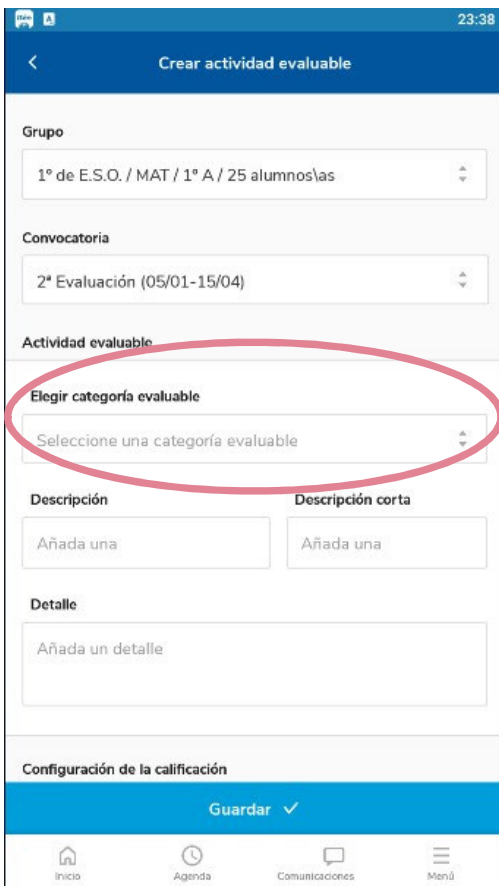 23:38
Crear actividad evaluable
Grupo
1º de E.S.O. / MAT / 1º A / 25 alumnos\as
Convocatoria
2ª Evaluación (05/01-15/04)
Actividad evaluable
Elegir categoría evaluable
Seleccione una categoría evaluable
Descripción
Descripción corta
Añada una
Añada una
Detalle
Añada un detalle
Configuración de la calificación
Guardar
Inicio
Agenda
Comunicaciones
Menú